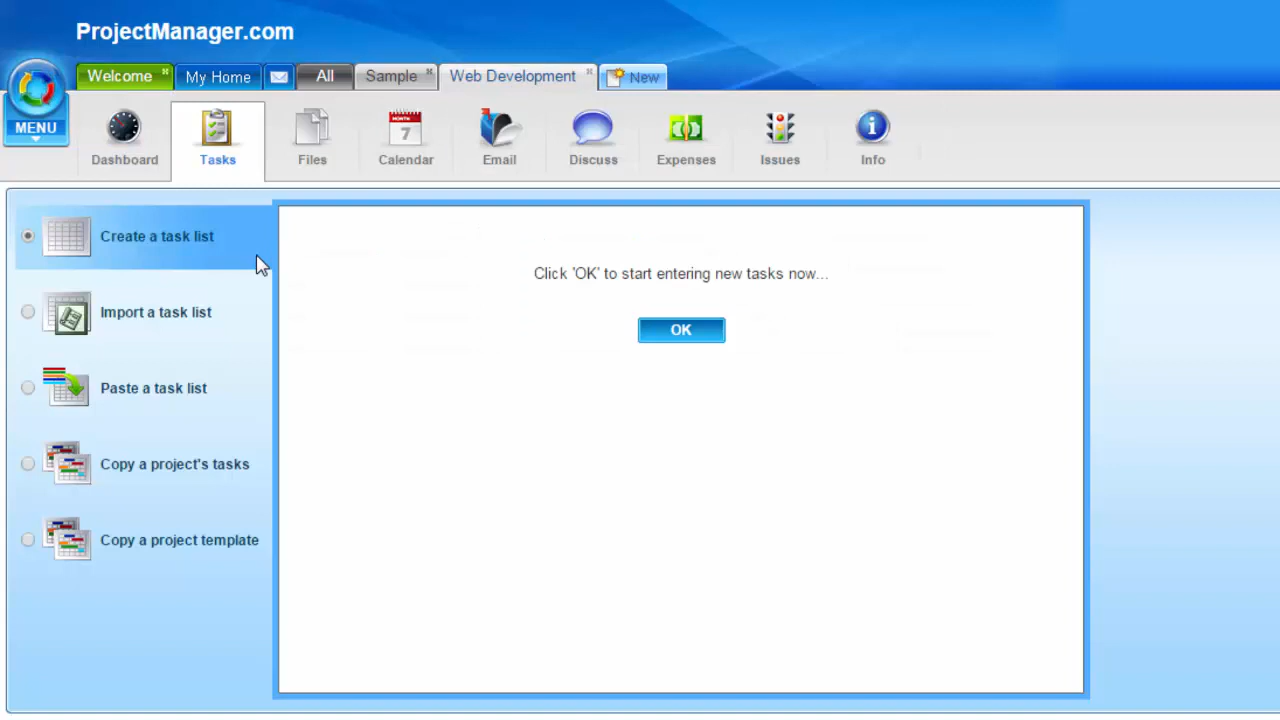 ProjectManager.com
Welcome
My Home
All
Sample
Web Development
New
MENU
Dashboard
Tasks
Files
MONTH
7
Calendar
Email
Discuss
Expenses
Issues
Info
Create a task list
Import a task list
Paste a task list
Copy a project's tasks
Copy a project template
Click 'OK' to start entering new tasks now...
OK